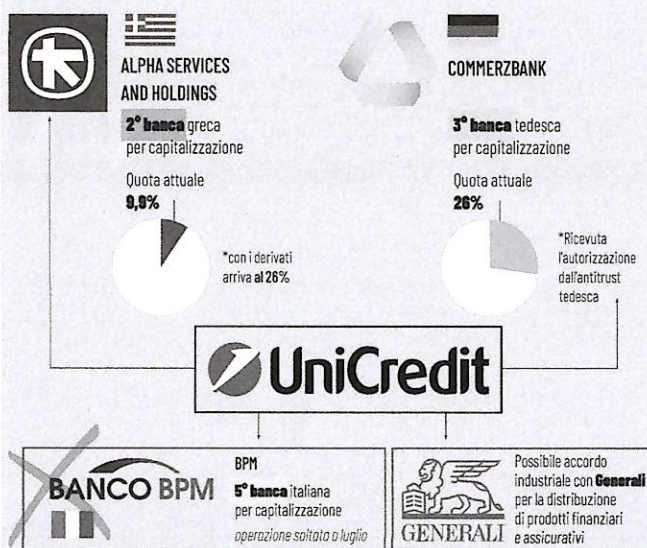 ALPHA SERVICES
AND HOLDINGS
2° banca greca
per capitalizzazione
Quota attuale
9,9%
*con i derivati
arriva al 26%
COMMERZBANK
3° banca tedesca
per capitalizzazione
Quota attuale
26%
*Ricevuta
l'autorizzazione
dall'antitrust
tedesca
UniCredit
BANCO BPM
BPM
5° banca italiana
per capitalizzazione
operazione saltata a luglio
GENERALI
Possibile accordo
industriale con Generali
per la distribuzione
di prodotti finanziari
e assicurativi